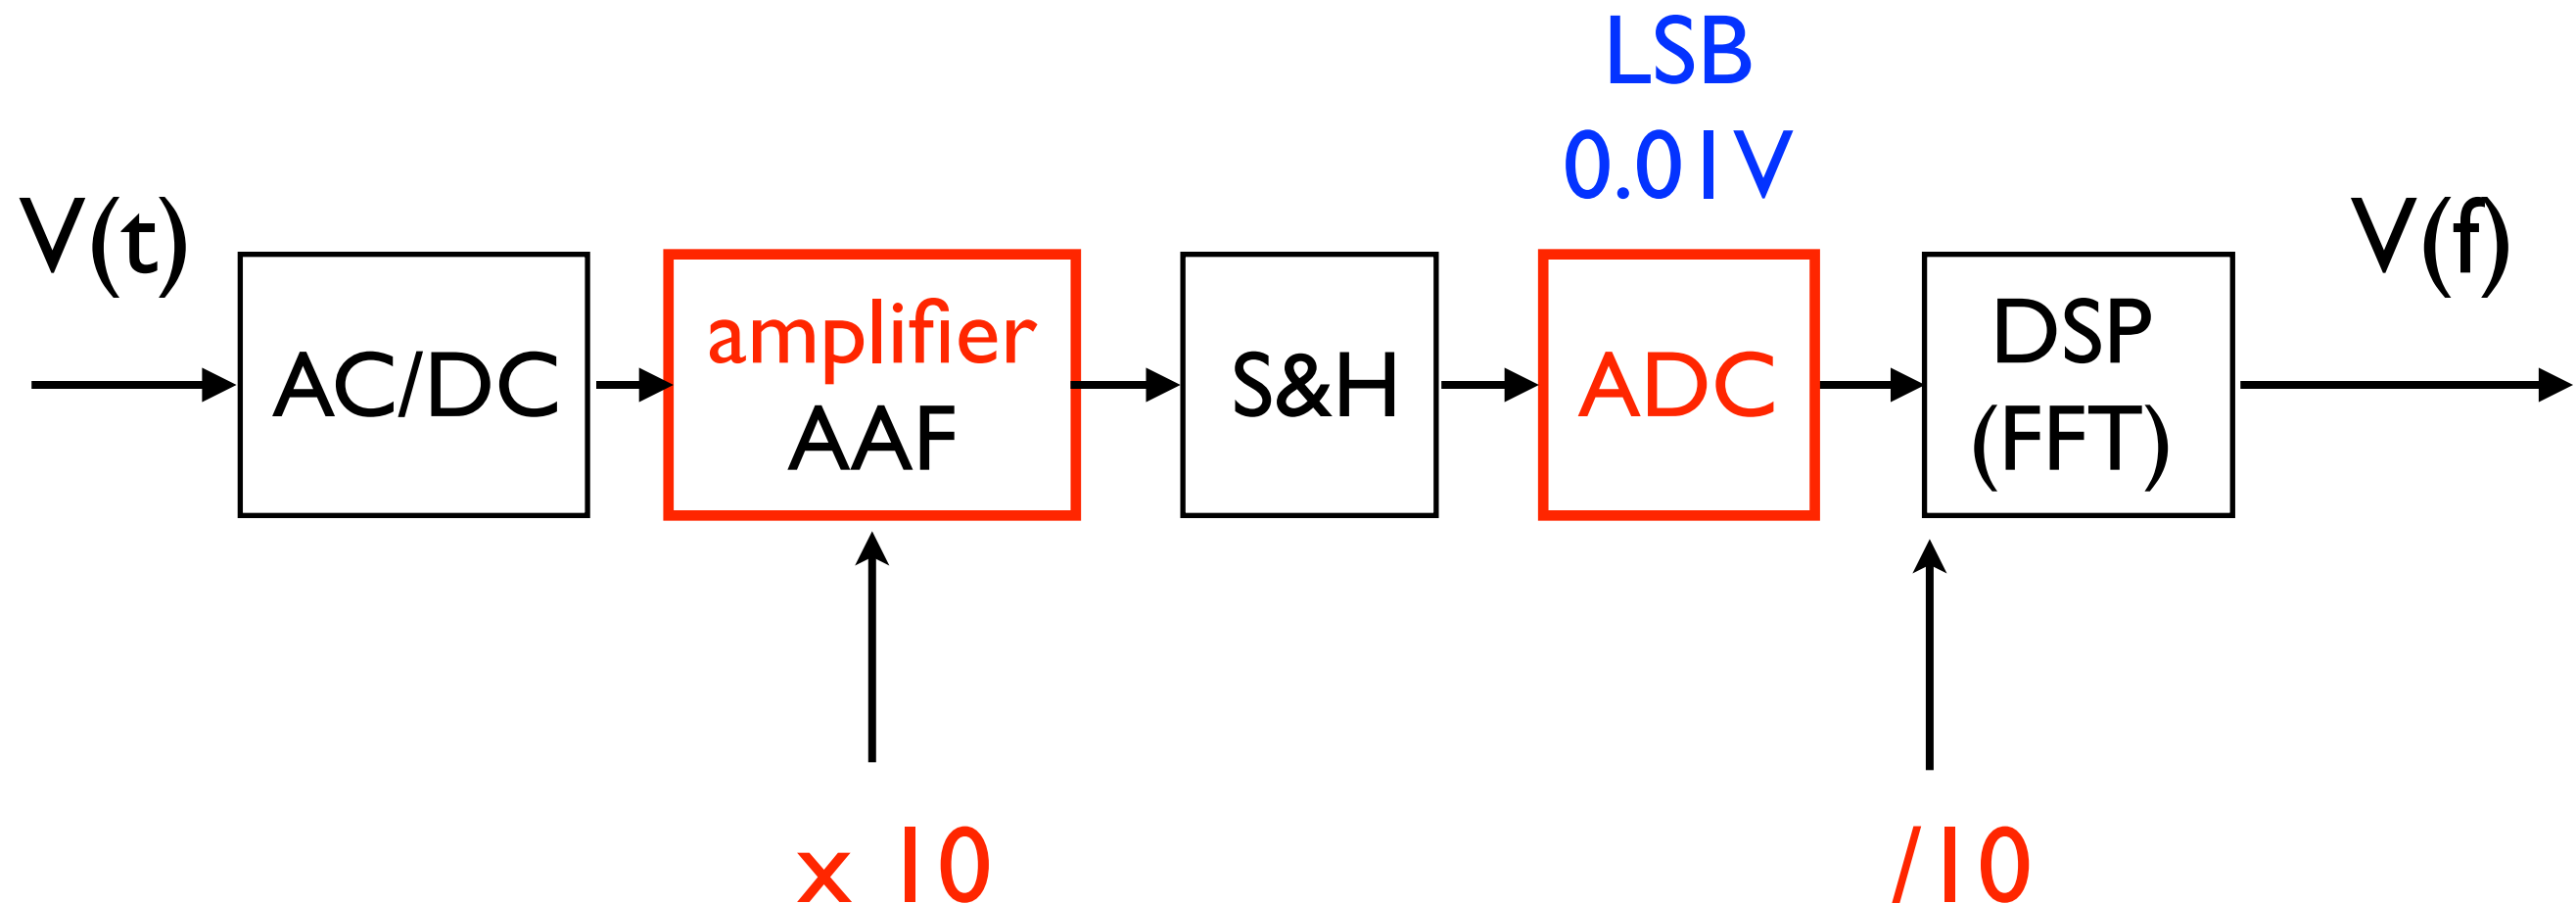 LSB
0.01V
V(t)
V(f)
AC/DC
amplifier
AAF
S&H
ADC
DSP
(FFT)
x 10
/10